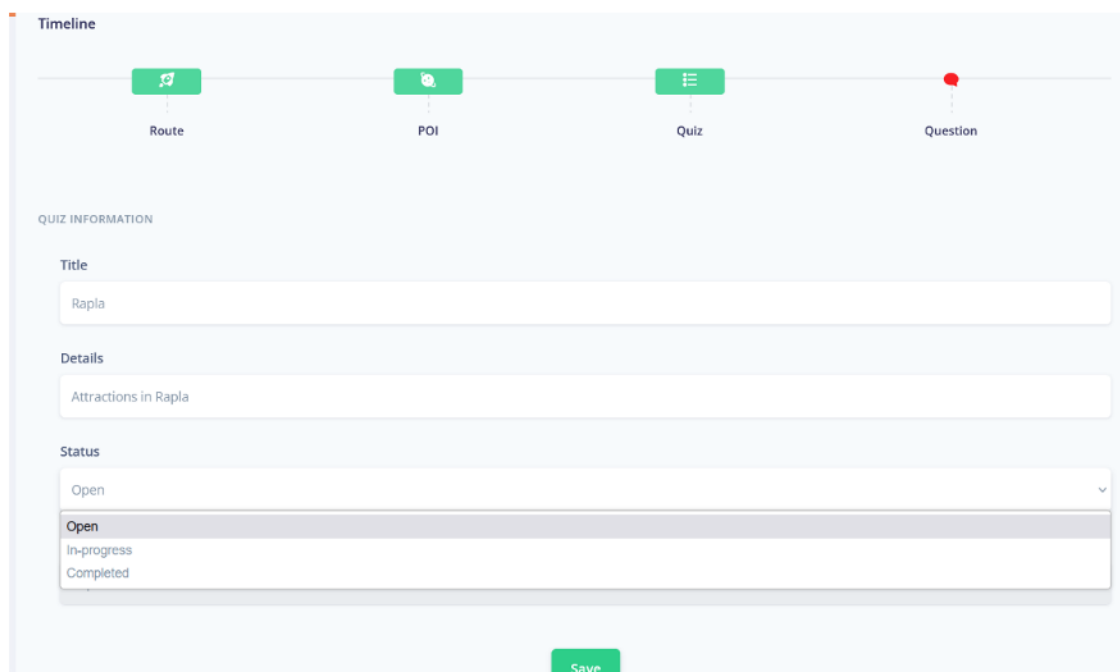 Timeline
Route POI Quiz Question
QUIZ INFORMATION
Title
Rapla
Details
Attractions in Rapla
Status
Open
Open
In-progress
Completed
Save